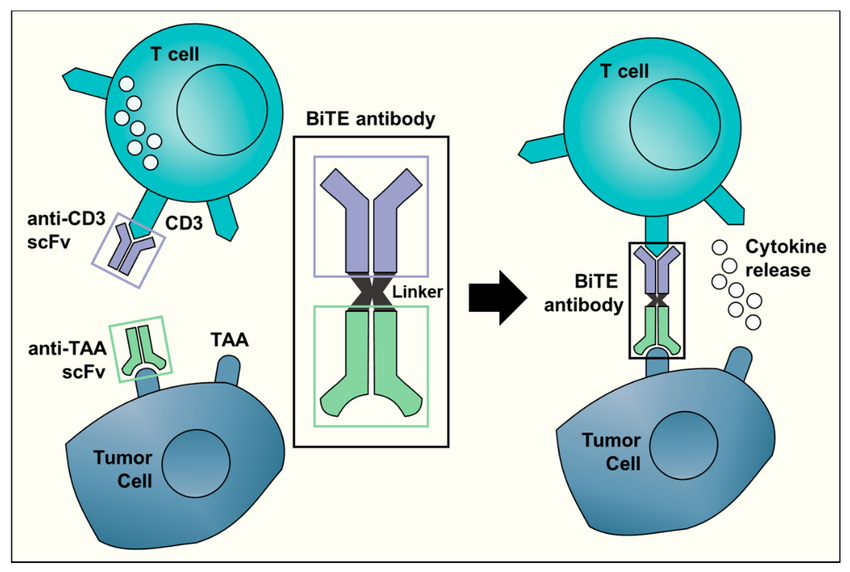 T cell
BiTE antibody
anti-CD3
scFv
CD3
Linker
anti-TAA
scFv
TAA
Tumor
Cell
T cell
Cytokine
release
BiTE
antibody
Tumor
Cell